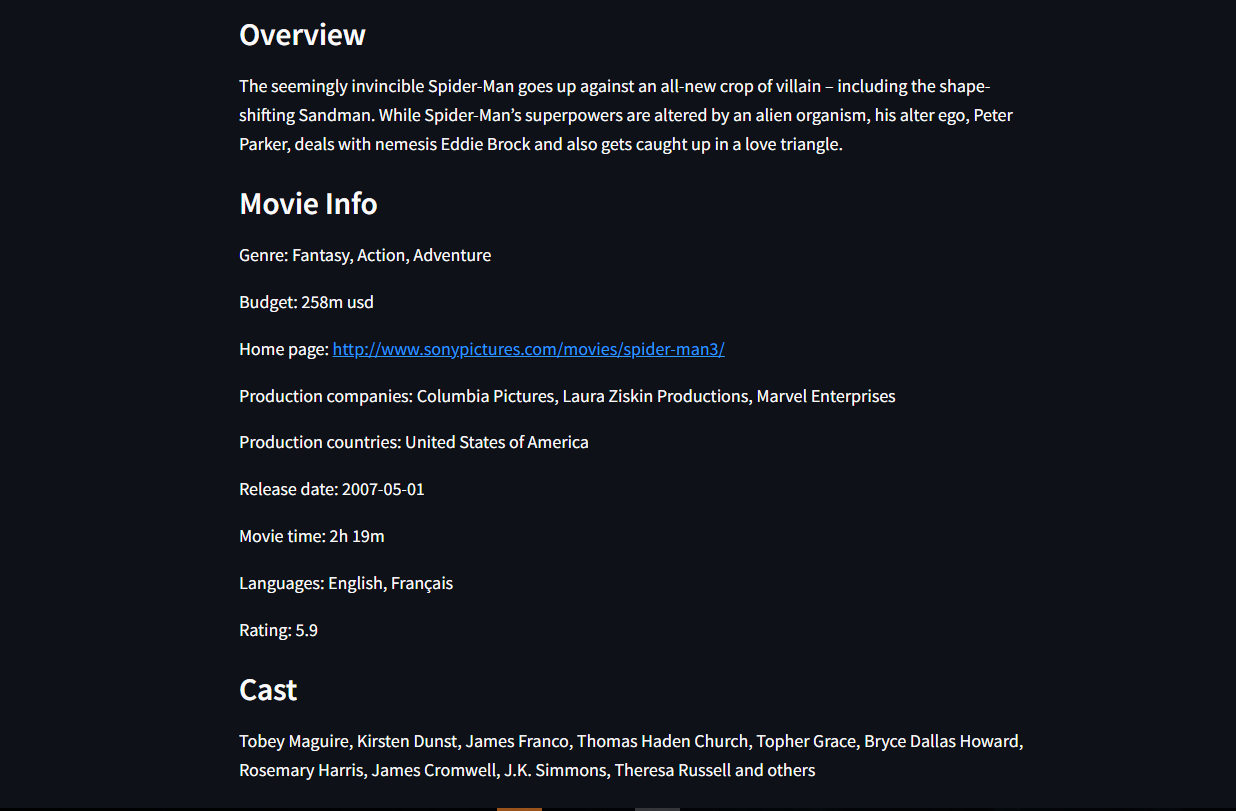 Overview
The seemingly invincible Spider-Man goes up against an all-new crop of villain – including the shape-
shifting Sandman. While Spider-Man’s superpowers are altered by an alien organism, his alter ego, Peter
Parker, deals with nemesis Eddie Brock and also gets caught up in a love triangle.
Movie Info
Genre: Fantasy, Action, Adventure
Budget: 258m usd
Home page: http://www.sonypictures.com/movies/spider-man3/
Production companies: Columbia Pictures, Laura Ziskin Productions, Marvel Enterprises
Production countries: United States of America
Release date: 2007-05-01
Movie time: 2h 19m
Languages: English, Français
Rating: 5.9
Cast
Tobey Maguire, Kirsten Dunst, James Franco, Thomas Haden Church, Topher Grace, Bryce Dallas Howard,
Rosemary Harris, James Cromwell, J.K. Simmons, Theresa Russell and others